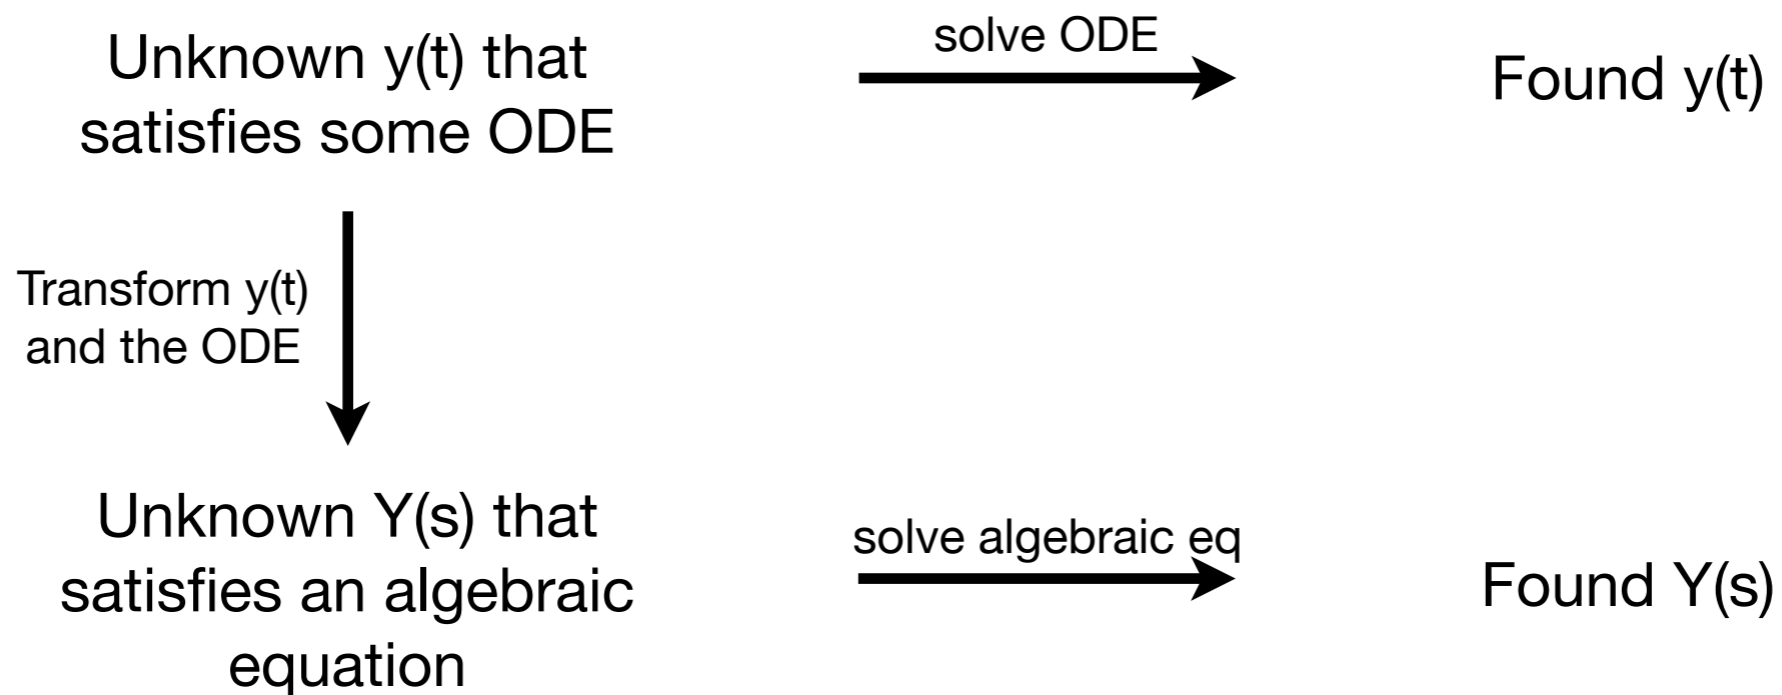 Unknown y(t) that
satisfies some ODE
solve ODE
Found y(t)
Transform y(t)
and the ODE
Unknown Y(s) that
satisfies an algebraic
equation
solve algebraic eq
Found Y(s)